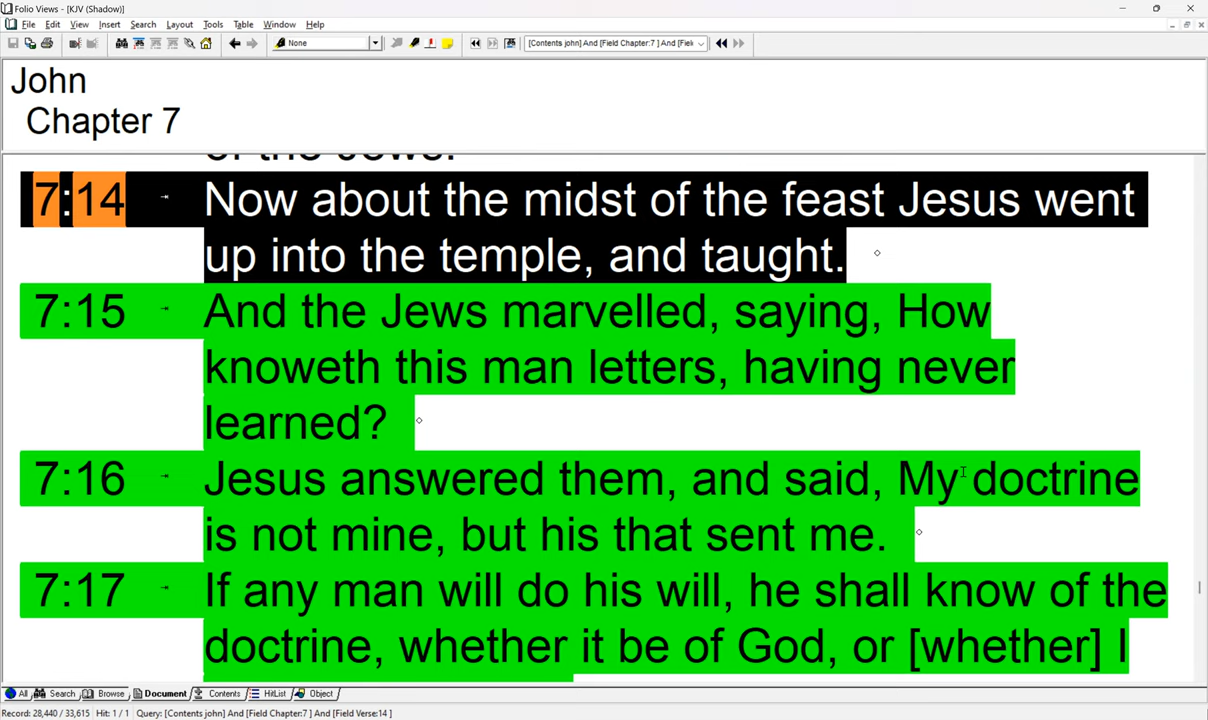 Folio Views - [KJV (Shadow)]
File Edit View Insert Search Layout Tools Table Window Help
None [Contents john] And [Field Chapter:7 ] And [Fiel
John
Chapter 7
of the Jews.
7:14 Now about the midst of the feast Jesus went
up into the temple, and taught.
7:15 And the Jews marvelled, saying, How
knoweth this man letters, having never
learned?
7:16 Jesus answered them, and said, My doctrine
is not mine, but his that sent me.
7:17 If any man will do his will, he shall know of the
doctrine, whether it be of God, or [whether] I
All Search Browse Document Contents HitList Object
Record: 28,440 / 33,615 Hit: 1 / 1 Query: [Contents john] And [Field Chapter:7 ] And [Field Verse:14 ]